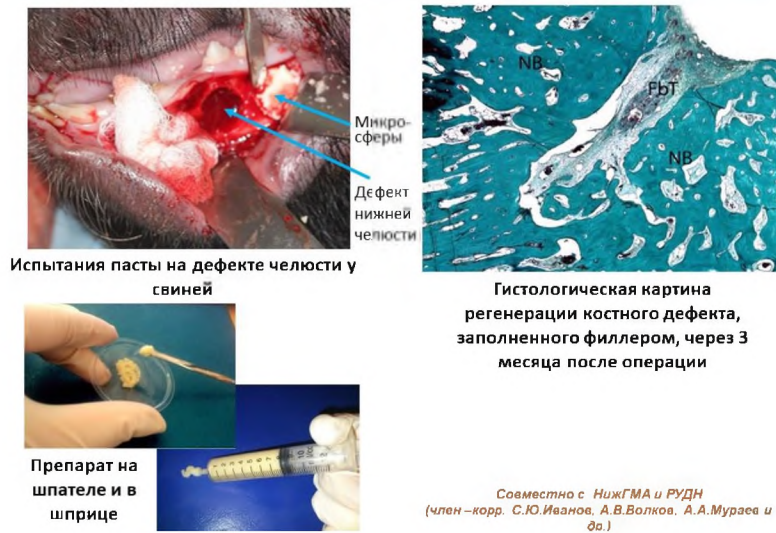 Микро-
сферы
Дефект
нижней
челюсти
Испытания пасты на дефекте челюсти у
свиней
NB
FbT
NB
Гистологическая картина
регенерации костного дефекта,
заполненного филлером, через 3
месяца после операции
Препарат на
шпателе и в
шприце
Совместно с НижГМА и РУДН
(член –корр. С.Ю.Иванов, А.В.Волков, А.А.Мураев и
др.)